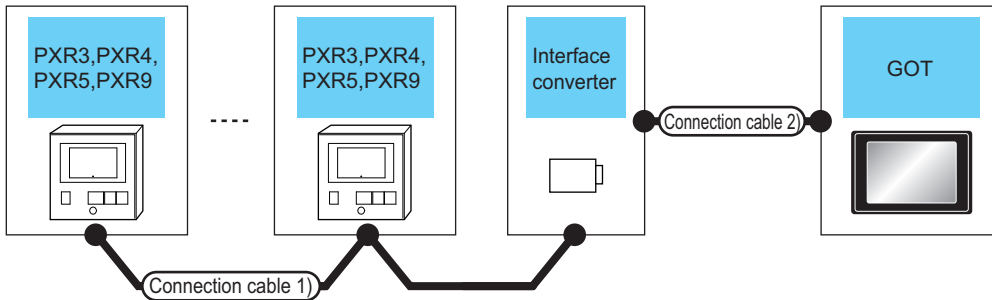 PXR3,PXR4,
PXR5,PXR9
PXR3,PXR4,
PXR5,PXR9
Interface
converter
GOT
Connection cable 2)
Connection cable 1)